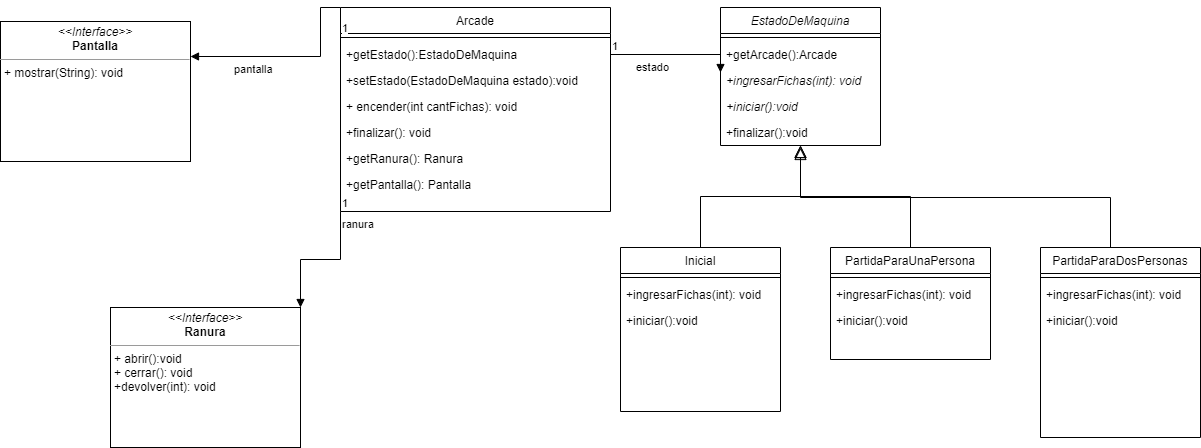 <<Interface>>
Pantalla
+ mostrar(String): void
pantalla
1
Arcade
+getEstado():EstadoDeMaquina
+setEstado(EstadoDeMaquina estado):void
+ encender(int cantFichas): void
+finalizar(): void
+getRanura(): Ranura
+getPantalla(): Pantalla
1
ranura
1
estado
EstadoDeMaquina
+getArcade():Arcade
+ingresarFichas(int): void
+iniciar():void
+finalizar():void
<<Interface>>
Ranura
+ abrir():void
+ cerrar(): void
+devolver(int): void
Inicial
+ingresarFichas(int): void
+iniciar():void
PartidaParaUnaPersona
+ingresarFichas(int): void
+iniciar():void
PartidaParaDosPersonas
+ingresarFichas(int): void
+iniciar():void